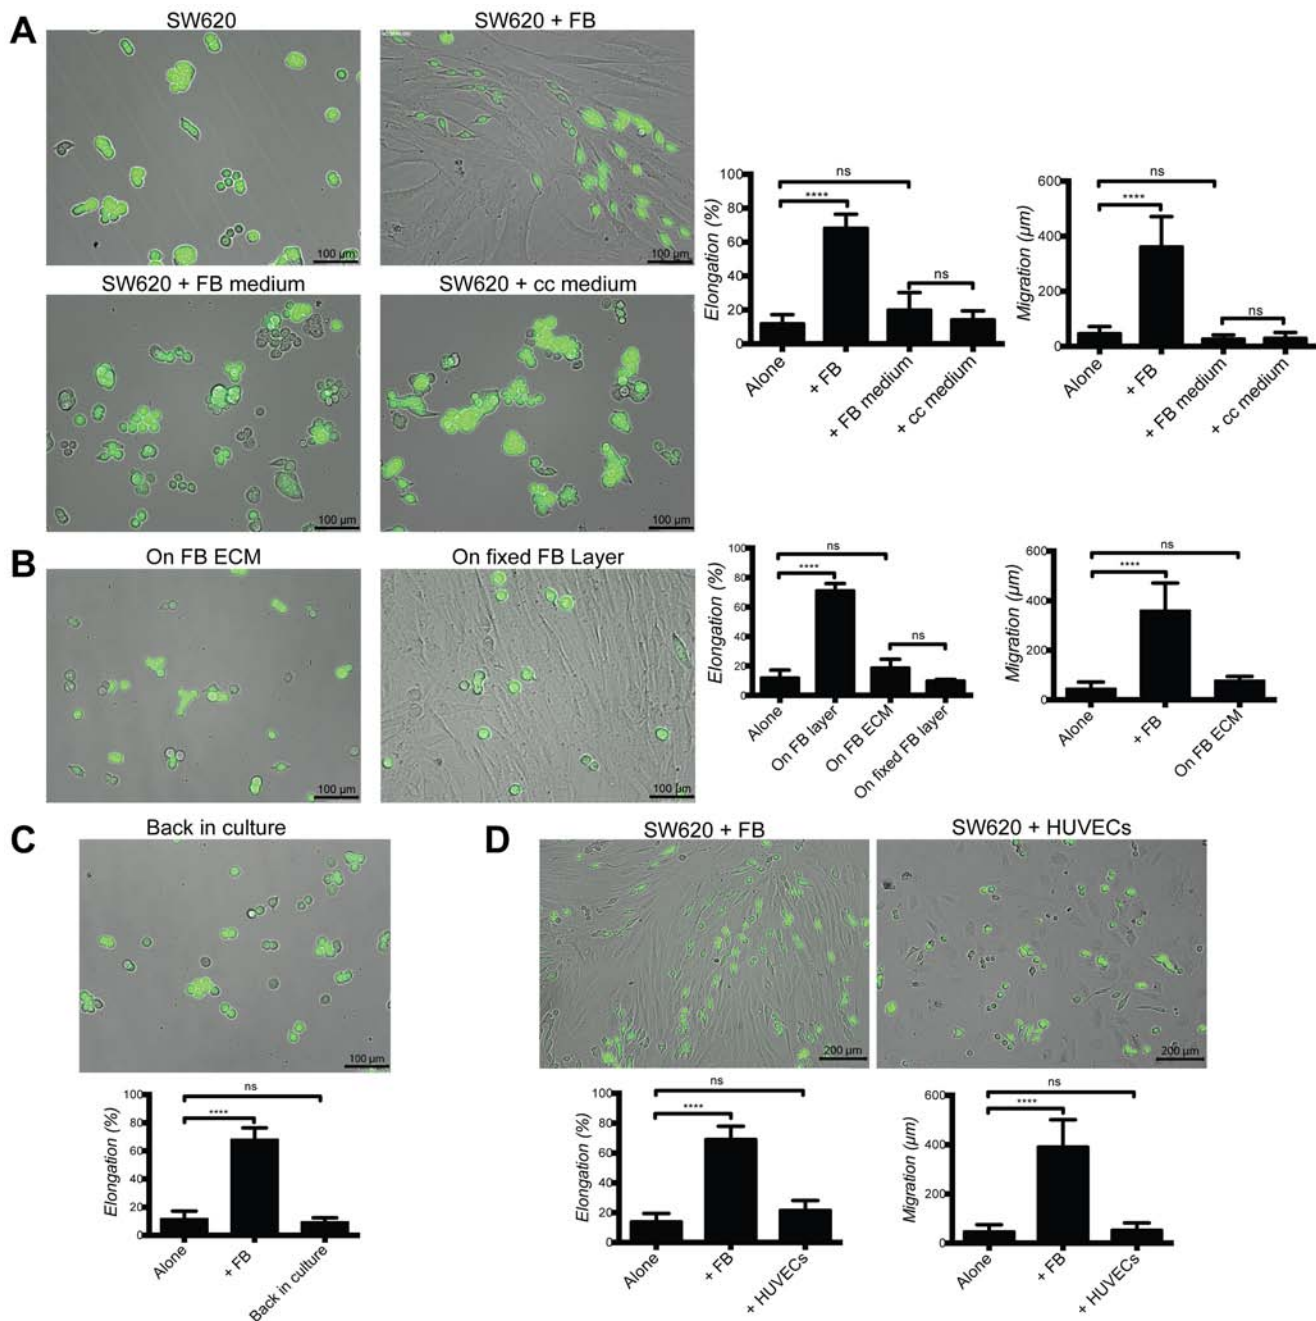 A
SW620
SW620 + FB
100 µm
100 µm
SW620 + FB medium
SW620 + cc medium
100 µm
100 µm
Elongation (%)
100
80
60
40
20
0
ns
****
ns
Alone
+ FB
+ FB medium
+ cc medium
Migration (µm)
600
400
200
0
ns
****
ns
Alone
+ FB
+ FB medium
+ cc medium
B
On FB ECM
On fixed FB Layer
100 µm
100 µm
Elongation (%)
100
80
60
40
20
0
ns
****
ns
Alone
On FB layer
On FB ECM
On fixed FB layer
Migration (µm)
600
400
200
0
ns
****
Alone
+ FB
On FB ECM
C
Back in culture
100 µm
Elongation (%)
100
80
60
40
20
0
ns
****
Alone
+ FB
Back in culture
D
SW620 + FB
SW620 + HUVECs
200 µm
200 µm
Elongation (%)
100
80
60
40
20
0
ns
****
Alone
+ FB
+ HUVECs
Migration (µm)
600
400
200
0
ns
****
Alone
+ FB
+ HUVECs